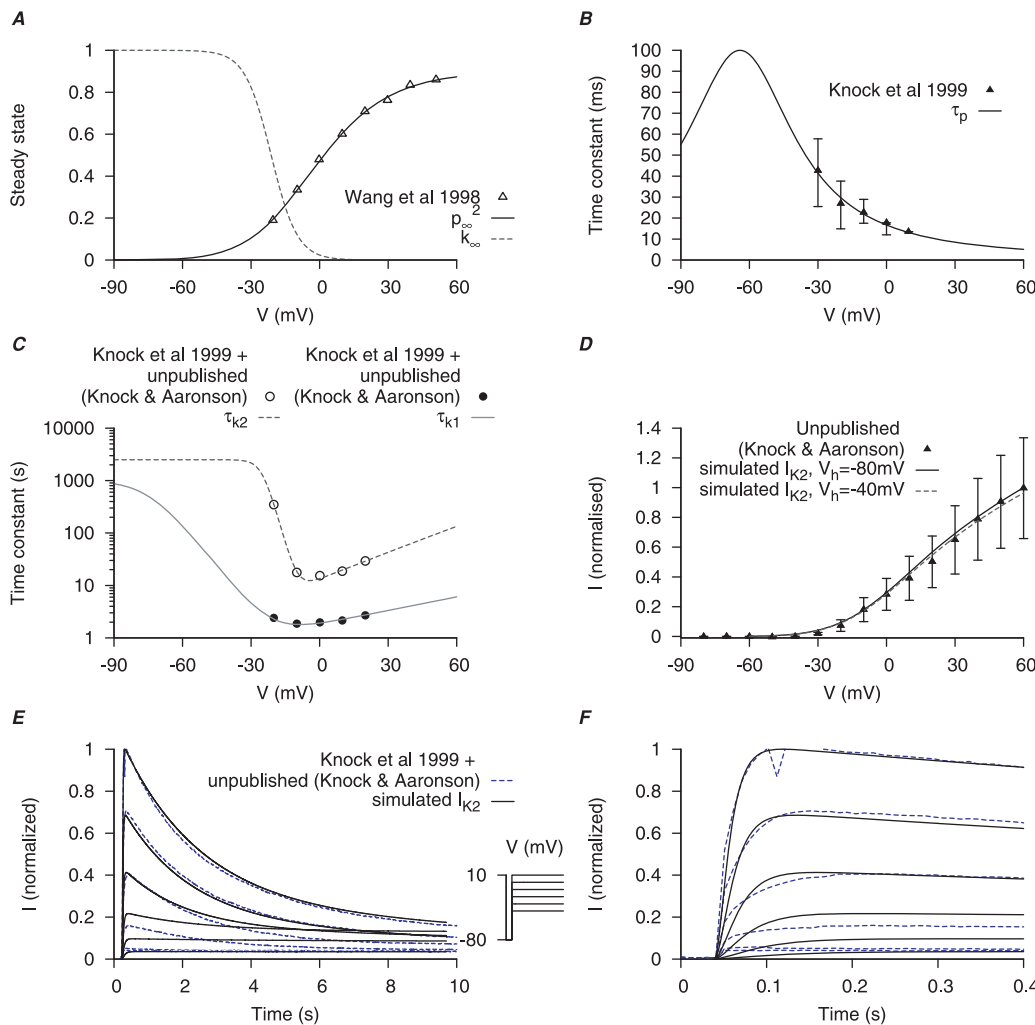 A
Steady state
1
0.8
0.6
0.4
0.2
0
-90 -60 -30 0 30 60
V (mV)
Wang et al 1998
p∞²
k∞
B
Time constant (ms)
100
90
80
70
60
50
40
30
20
10
0
-90 -60 -30 0 30 60
V (mV)
Knock et al 1999
τp
C
Knock et al 1999 +
unpublished
(Knock & Aaronson)
τk2
Knock et al 1999 +
unpublished
(Knock & Aaronson)
τk1
Time constant (s)
10000
1000
100
10
1
-90 -60 -30 0 30 60
V (mV)
D
I (normalised)
1.4
1.2
1
0.8
0.6
0.4
0.2
0
-90 -60 -30 0 30 60
V (mV)
Unpublished
(Knock & Aaronson)
simulated IK2, Vh=-80mV
simulated IK2, Vh=-40mV
E
I (normalized)
1
0.8
0.6
0.4
0.2
0
0 2 4 6 8 10
Time (s)
Knock et al 1999 +
unpublished (Knock & Aaronson)
simulated IK2
V (mV)
10
-80
F
I (normalized)
1
0.8
0.6
0.4
0.2
0
0 0.1 0.2 0.3 0.4
Time (s)